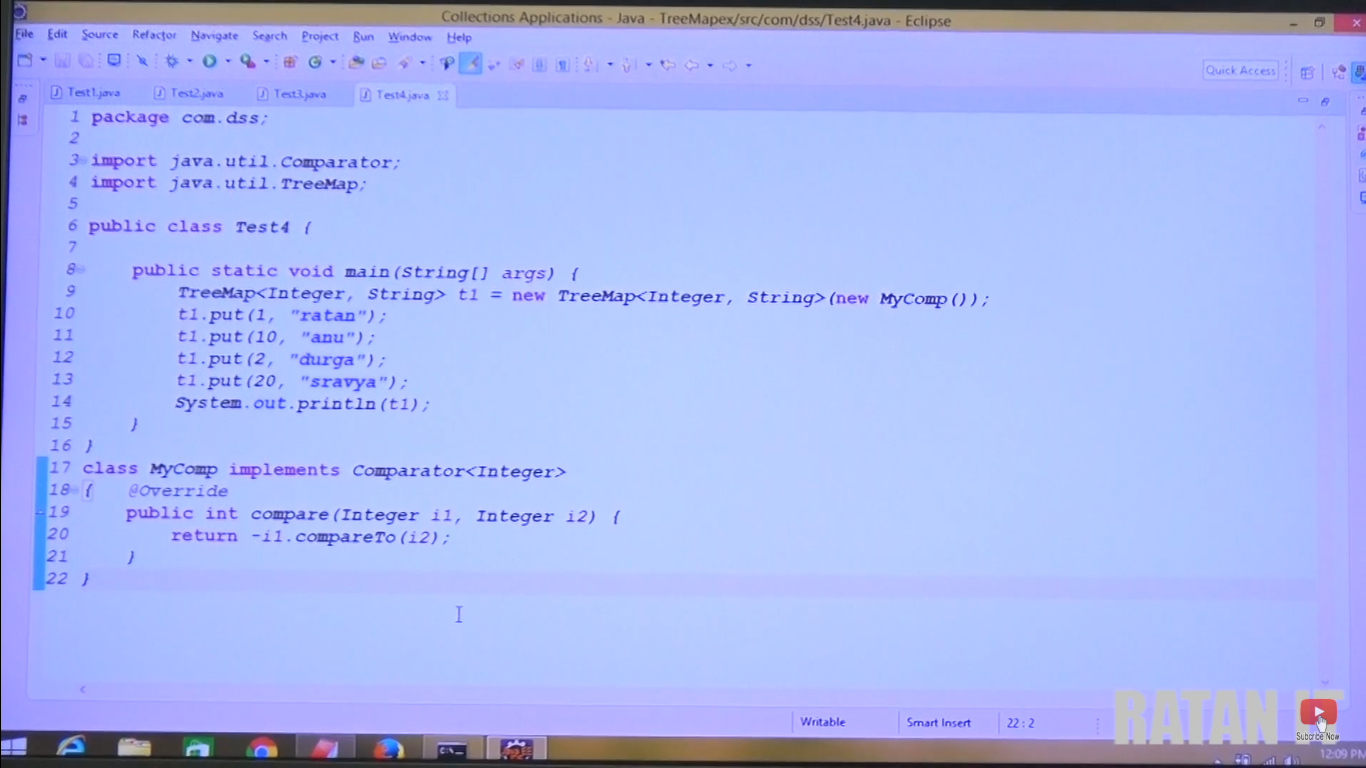 Collections Applications - Java - TreeMapex/src/com/dss/Test4.java - Eclipse
File Edit Source Refactor Navigate Search Project Run Window Help
Quick Access
Test1.java Test2.java Test3.java Test4.java
1 package com.dss;
2
3 import java.util.Comparator;
4 import java.util.TreeMap;
5
6 public class Test4 {
7
8 public static void main(String[] args) {
9 TreeMap<Integer, String> t1 = new TreeMap<Integer, String>(new MyComp());
10 t1.put(1, "ratan");
11 t1.put(10, "anu");
12 t1.put(2, "durga");
13 t1.put(20, "sravya");
14 System.out.println(t1);
15 }
16 }
17 class MyComp implements Comparator<Integer>
18 { @Override
19 public int compare(Integer i1, Integer i2) {
20 return -i1.compareTo(i2);
21 }
22 }
RATAN IT
Subcribe Now
Writable Smart Insert 22 : 2
12:09 PM